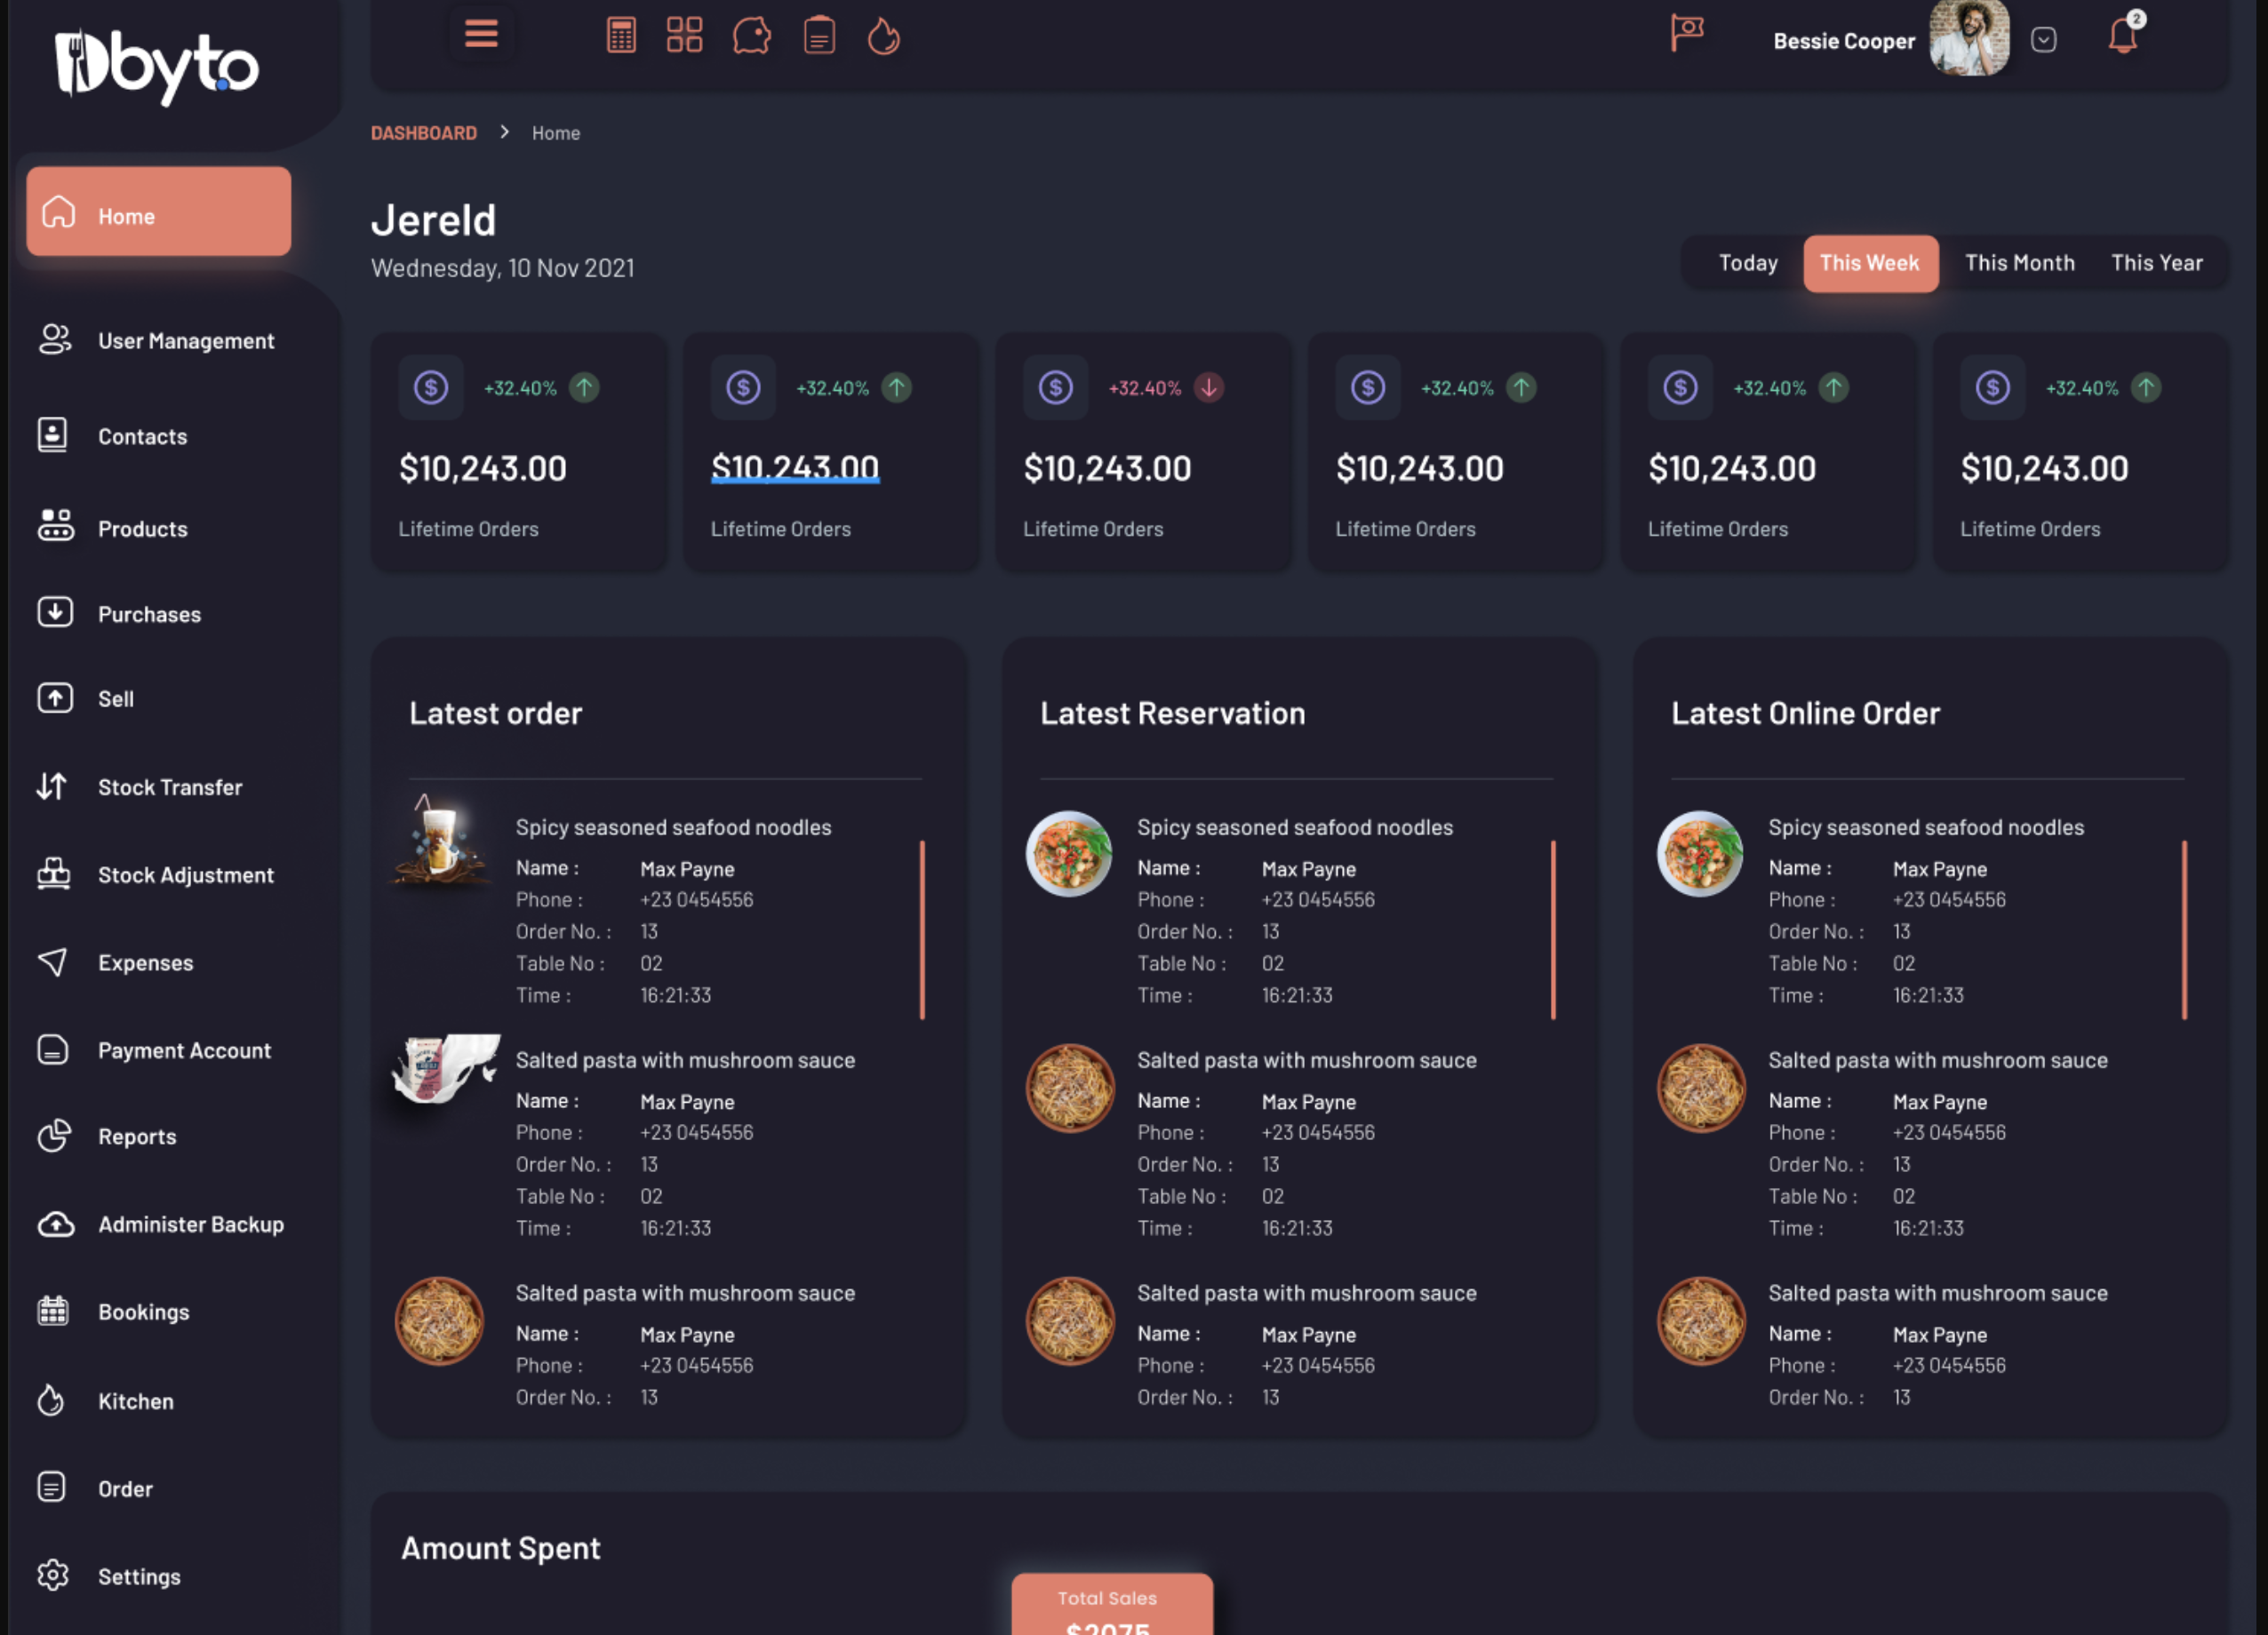 Dbyto
Bessie Cooper
2
DASHBOARD > Home
Jereld
Wednesday, 10 Nov 2021
Today This Week This Month This Year
Home
User Management
Contacts
Products
Purchases
Sell
Stock Transfer
Stock Adjustment
Expenses
Payment Account
Reports
Administer Backup
Bookings
Kitchen
Order
Settings
+32.40%
$10,243.00
Lifetime Orders
+32.40%
$10,243.00
Lifetime Orders
+32.40%
$10,243.00
Lifetime Orders
+32.40%
$10,243.00
Lifetime Orders
+32.40%
$10,243.00
Lifetime Orders
+32.40%
$10,243.00
Lifetime Orders
Latest order
Spicy seasoned seafood noodles
Name : Max Payne
Phone : +23 0454556
Order No. : 13
Table No : 02
Time : 16:21:33
Salted pasta with mushroom sauce
Name : Max Payne
Phone : +23 0454556
Order No. : 13
Table No : 02
Time : 16:21:33
Salted pasta with mushroom sauce
Name : Max Payne
Phone : +23 0454556
Order No. : 13
Latest Reservation
Spicy seasoned seafood noodles
Name : Max Payne
Phone : +23 0454556
Order No. : 13
Table No : 02
Time : 16:21:33
Salted pasta with mushroom sauce
Name : Max Payne
Phone : +23 0454556
Order No. : 13
Table No : 02
Time : 16:21:33
Salted pasta with mushroom sauce
Name : Max Payne
Phone : +23 0454556
Order No. : 13
Latest Online Order
Spicy seasoned seafood noodles
Name : Max Payne
Phone : +23 0454556
Order No. : 13
Table No : 02
Time : 16:21:33
Salted pasta with mushroom sauce
Name : Max Payne
Phone : +23 0454556
Order No. : 13
Table No : 02
Time : 16:21:33
Salted pasta with mushroom sauce
Name : Max Payne
Phone : +23 0454556
Order No. : 13
Amount Spent
Total Sales
$2075